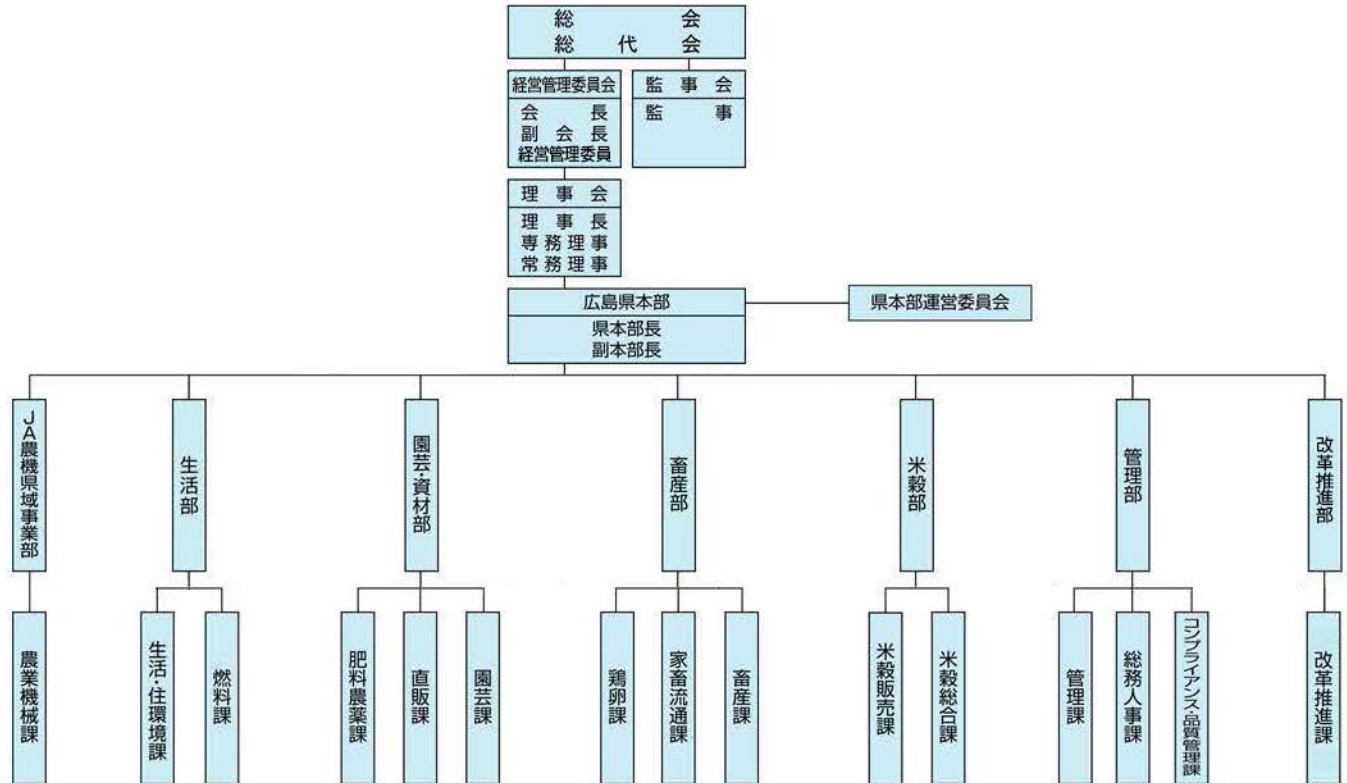 総会
総代会
経営管理委員会
会長
副会長
経営管理委員
監事会
監事
理事会
理事長
専務理事
常務理事
広島県本部
県本部長
副本部長
県本部運営委員会
JA農機県域事業部
生活部
園芸・資材部
畜産部
米穀部
管理部
改革推進部
農業機械課
生活・住環境課
燃料課
肥料農薬課
直販課
園芸課
鶏卵課
家畜流通課
畜産課
米穀販売課
米穀総合課
管理課
総務人事課
コンプライアンス・品質管理課
改革推進課